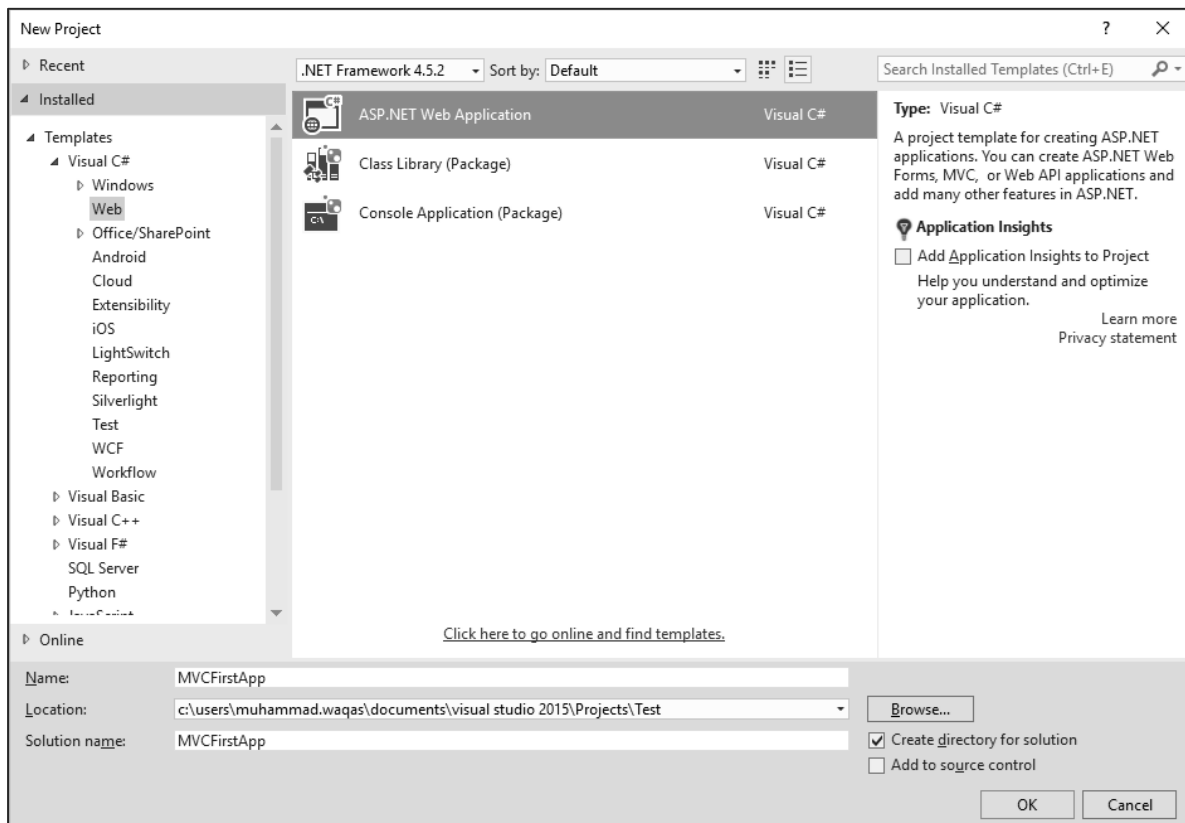 New Project
?
Recent
Installed
Templates
Visual C#
Windows
Web
Office/SharePoint
Android
Cloud
Extensibility
iOS
LightSwitch
Reporting
Silverlight
Test
WCF
Workflow
Visual Basic
Visual C++
Visual F#
SQL Server
Python
JavaScript
Online
.NET Framework 4.5.2
Sort by: Default
Search Installed Templates (Ctrl+E)
C# ASP.NET Web Application Visual C#
Class Library (Package) Visual C#
C:\ Console Application (Package) Visual C#
Click here to go online and find templates.
Type: Visual C#
A project template for creating ASP.NET
applications. You can create ASP.NET Web
Forms, MVC, or Web API applications and
add many other features in ASP.NET.
Application Insights
Add Application Insights to Project
Help you understand and optimize
your application.
Learn more
Privacy statement
Name: MVCFirstApp
Location: c:\users\muhammad.waqas\documents\visual studio 2015\Projects\Test
Browse...
Solution name: MVCFirstApp
Create directory for solution
Add to source control
OK
Cancel